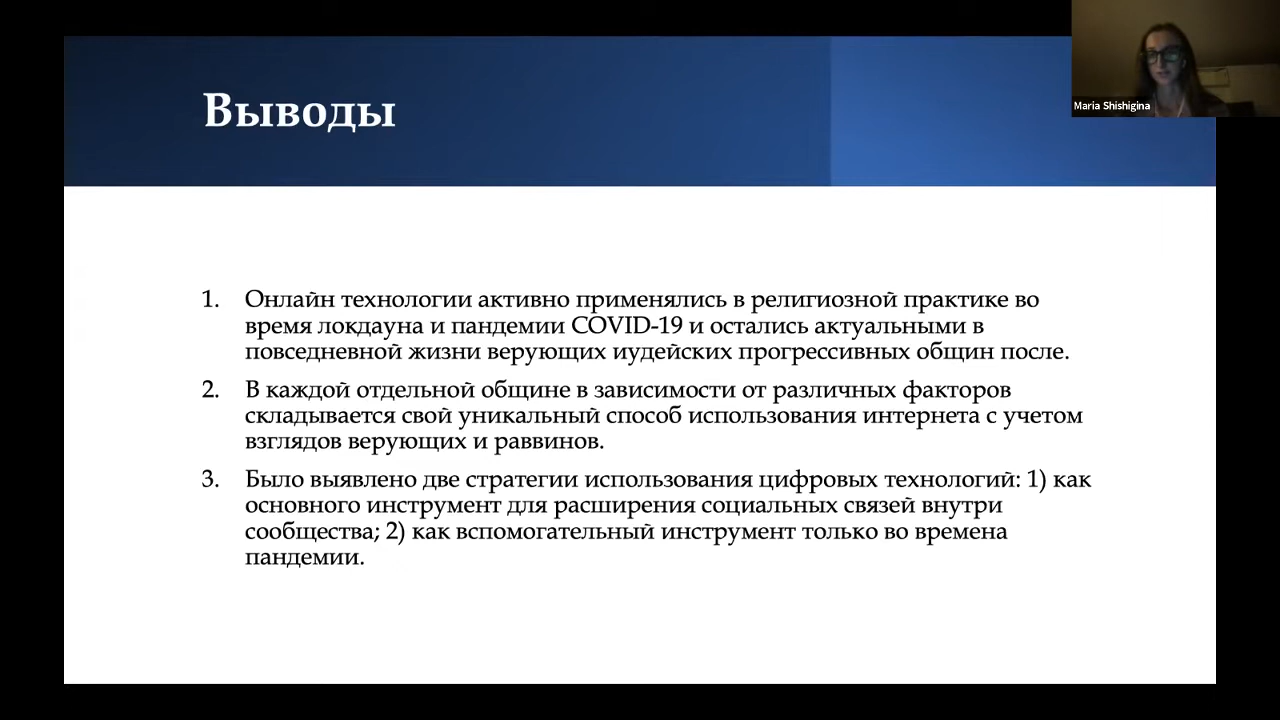 Выводы
Maria Shishigina
1. Онлайн технологии активно применялись в религиозной практике во
время локдауна и пандемии COVID-19 и остались актуальными в
повседневной жизни верующих иудейских прогрессивных общин после.
2. В каждой отдельной общине в зависимости от различных факторов
складывается свой уникальный способ использования интернета с учетом
взглядов верующих и раввинов.
3. Было выявлено две стратегии использования цифровых технологий: 1) как
основного инструмент для расширения социальных связей внутри
сообщества; 2) как вспомогательный инструмент только во времена
пандемии.